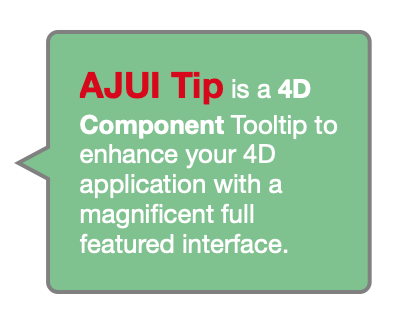 AJUI Tip is a 4D
Component Tooltip to
enhance your 4D
application with a
magnificent full
featured interface.